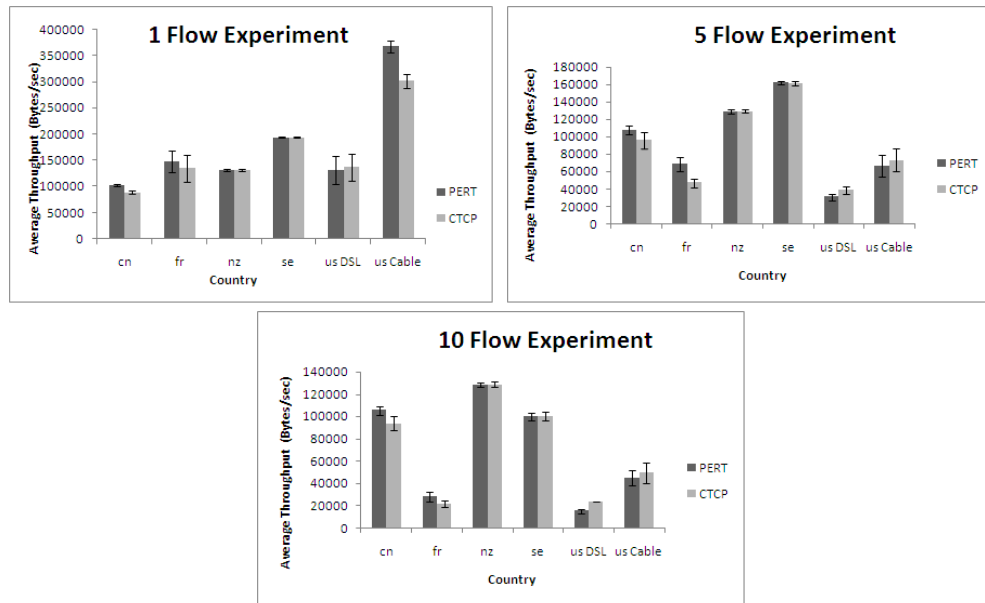 1 Flow Experiment
Average Throughput (Bytes/sec)
400000
350000
300000
250000
200000
150000
100000
50000
0
cn fr nz se us DSL us Cable
Country
PERT
CTCP
5 Flow Experiment
Average Throughput (Bytes/sec)
180000
160000
140000
120000
100000
80000
60000
40000
20000
0
cn fr nz se us DSL us Cable
Country
PERT
CTCP
10 Flow Experiment
Average Throughput (Bytes/sec)
140000
120000
100000
80000
60000
40000
20000
0
cn fr nz se us DSL us Cable
Country
PERT
CTCP